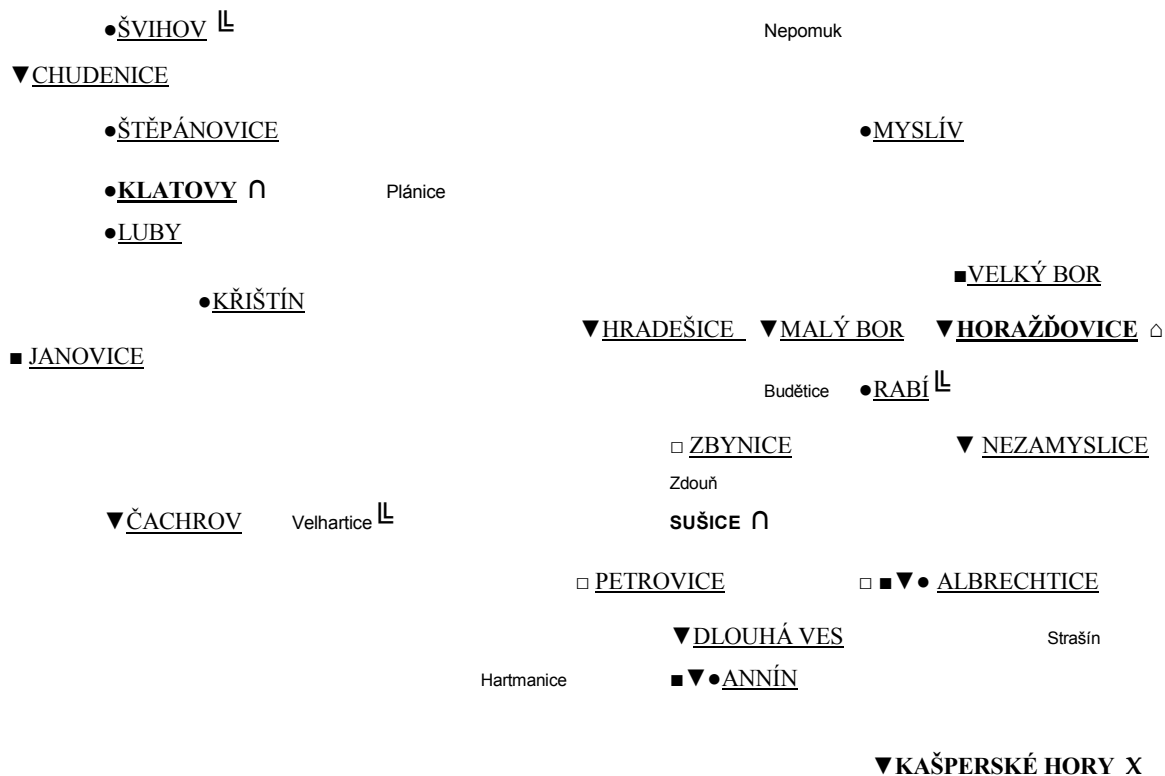 ●ŠVIHOV ╚ Nepomuk
▼CHUDENICE
●ŠTĚPÁNOVICE ●MYSLÍV
●KLATOVY ∩ Plánice
●LUBY
■VELKÝ BOR
●KŘIŠTÍN
▼HRADEŠICE ▼MALÝ BOR ▼HORAŽĎOVICE ⌂
■ JANOVICE
Budětice ●RABÍ╚
□ ZBYNICE ▼ NEZAMYSLICE
Zdouň
▼ČACHROV Velhartice╚ SUŠICE ∩
□ PETROVICE □ ■▼● ALBRECHTICE
▼DLOUHÁ VES Strašín
Hartmanice ■▼●ANNÍN
▼KAŠPERSKÉ HORY X